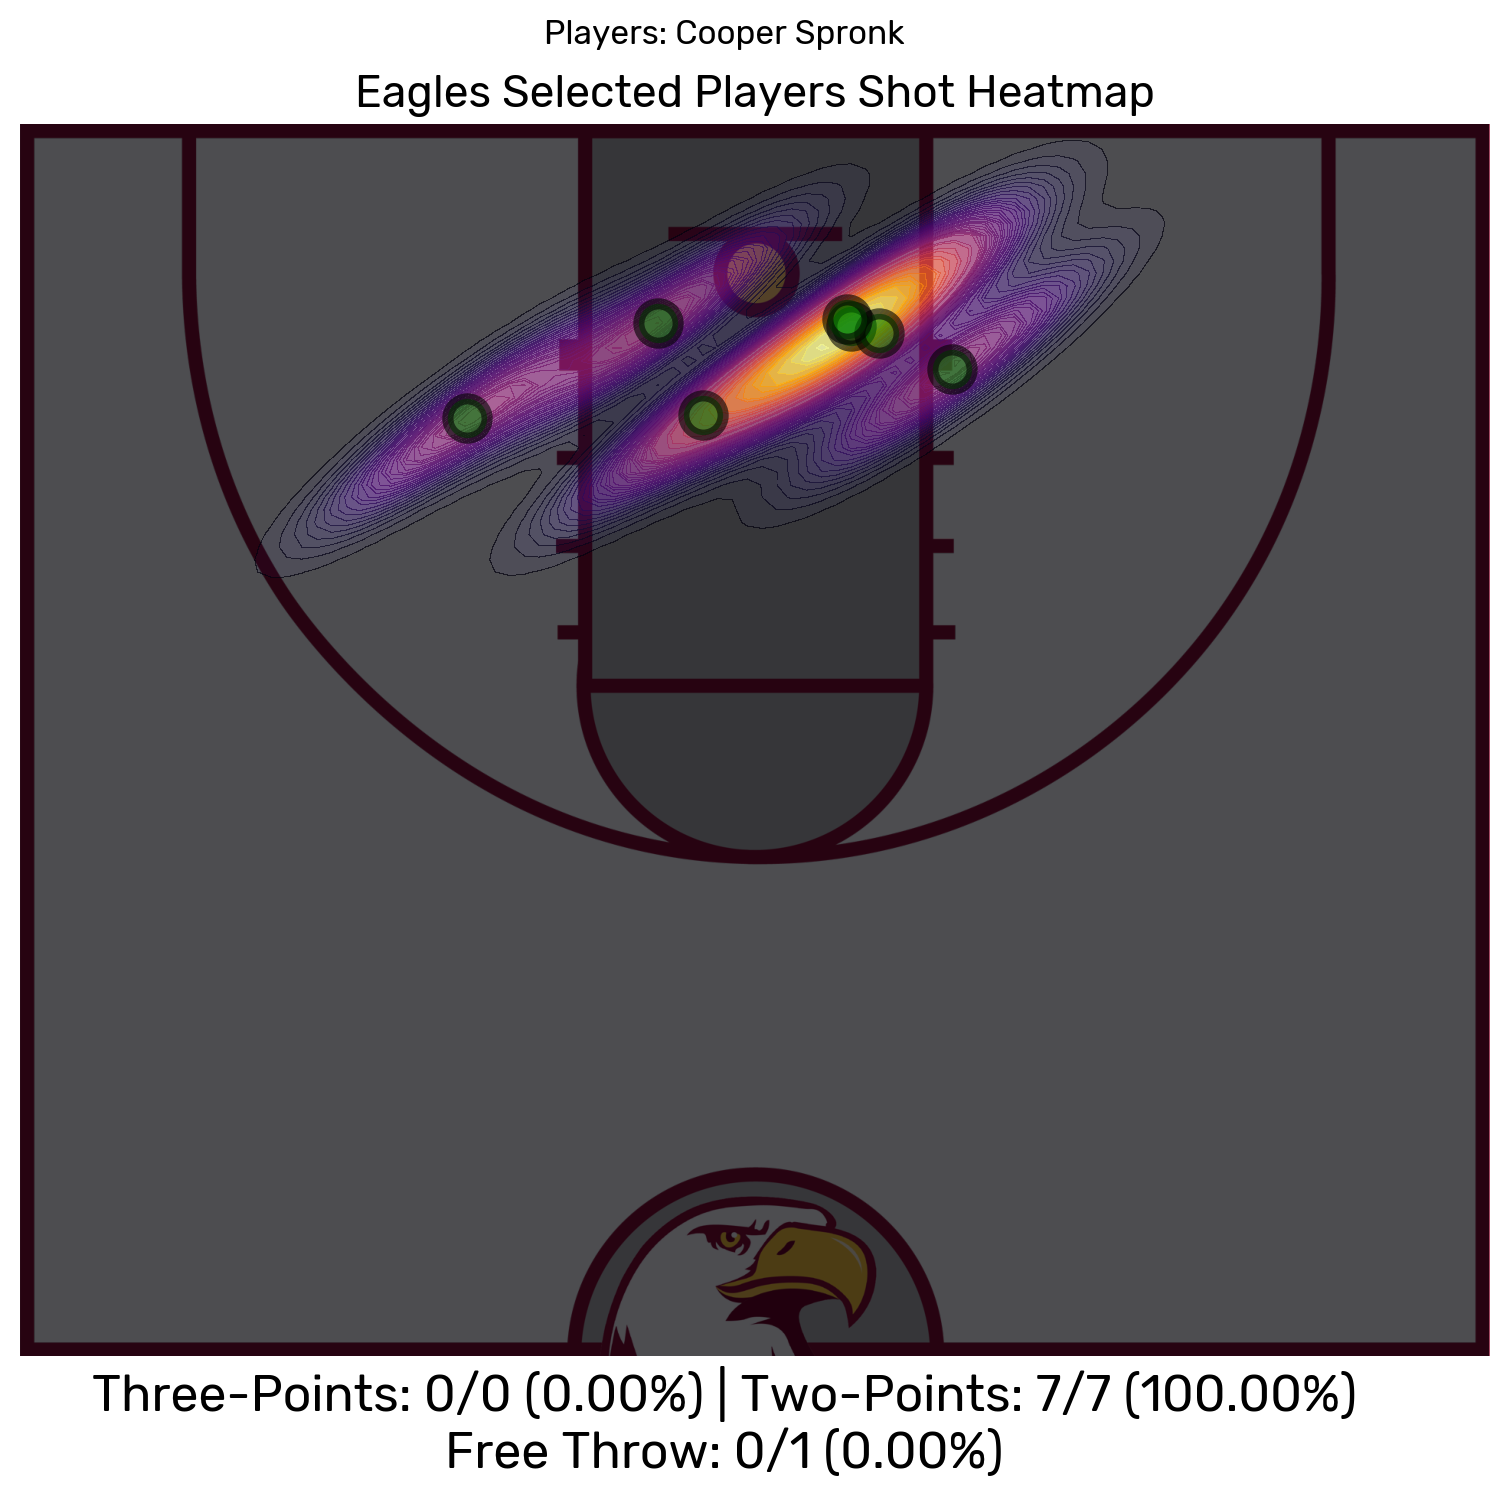 Players: Cooper Spronk
Eagles Selected Players Shot Heatmap
Three-Points: 0/0 (0.00%) | Two-Points: 7/7 (100.00%)
Free Throw: 0/1 (0.00%)